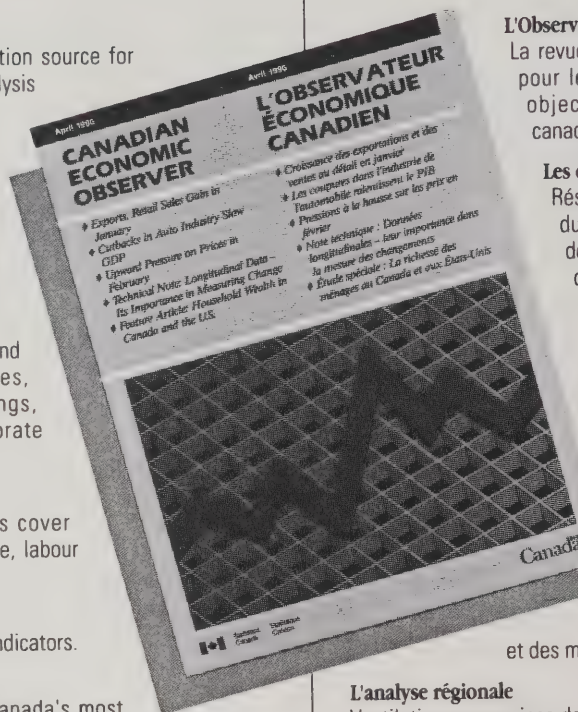 tion source for
lysis
nd
es,
ngs,
orate
s cover
e, labour
ndicators.
anada's most
April 1996
CANADIAN
ECONOMIC
OBSERVER
♦ Exports, Retail Sales Gain in
January
♦ Cutbacks in Auto Industry Slow
GDP
♦ Upward Pressure on Prices in
February
♦ Technical Note: Longitudinal Data –
Its Importance in Measuring Change
♦ Feature Article: Household Wealth in
Canada and the U.S.
Avril 1996
L'OBSERVATEUR
ÉCONOMIQUE
CANADIEN
♦ Croissance des exportations et des
ventes au détail en janvier
♦ Les coupures dans l'industrie de
l'automobile ralentissent le PIB
♦ Pressions à la hausse sur les prix en
février
♦ Note technique : Données
longitudinales – leur importance dans
la mesure des changements
♦ Étude spéciale : La richesse des
ménages au Canada et aux États-Unis
Statistics
Canada
Statistique
Canada
Canada
L'Observ
La revue
pour le
objec
canad
Les
Rés
du
d
et des m
L'analyse régionale